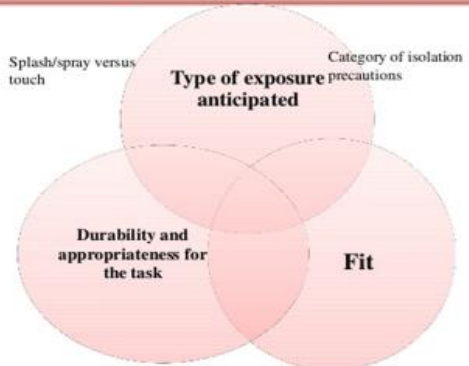 Splash/spray versus
touch
Type of exposure
anticipated
Category of isolation
precautions
Durability and
appropriateness for
the task
Fit